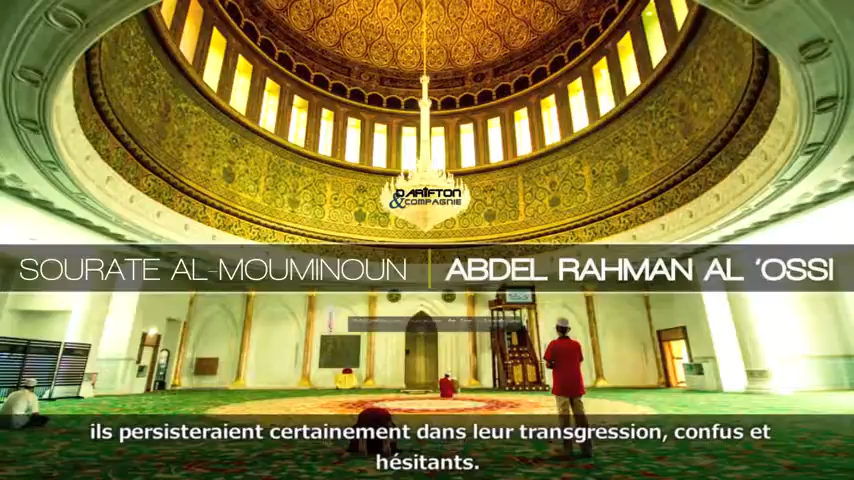 DARIFTON
&COMPAGNIE
SOURATE AL-MOUMINOUN | ABDEL RAHMAN AL 'OSSI
ils persisteraient certainement dans leur transgression, confus et
hésitants.